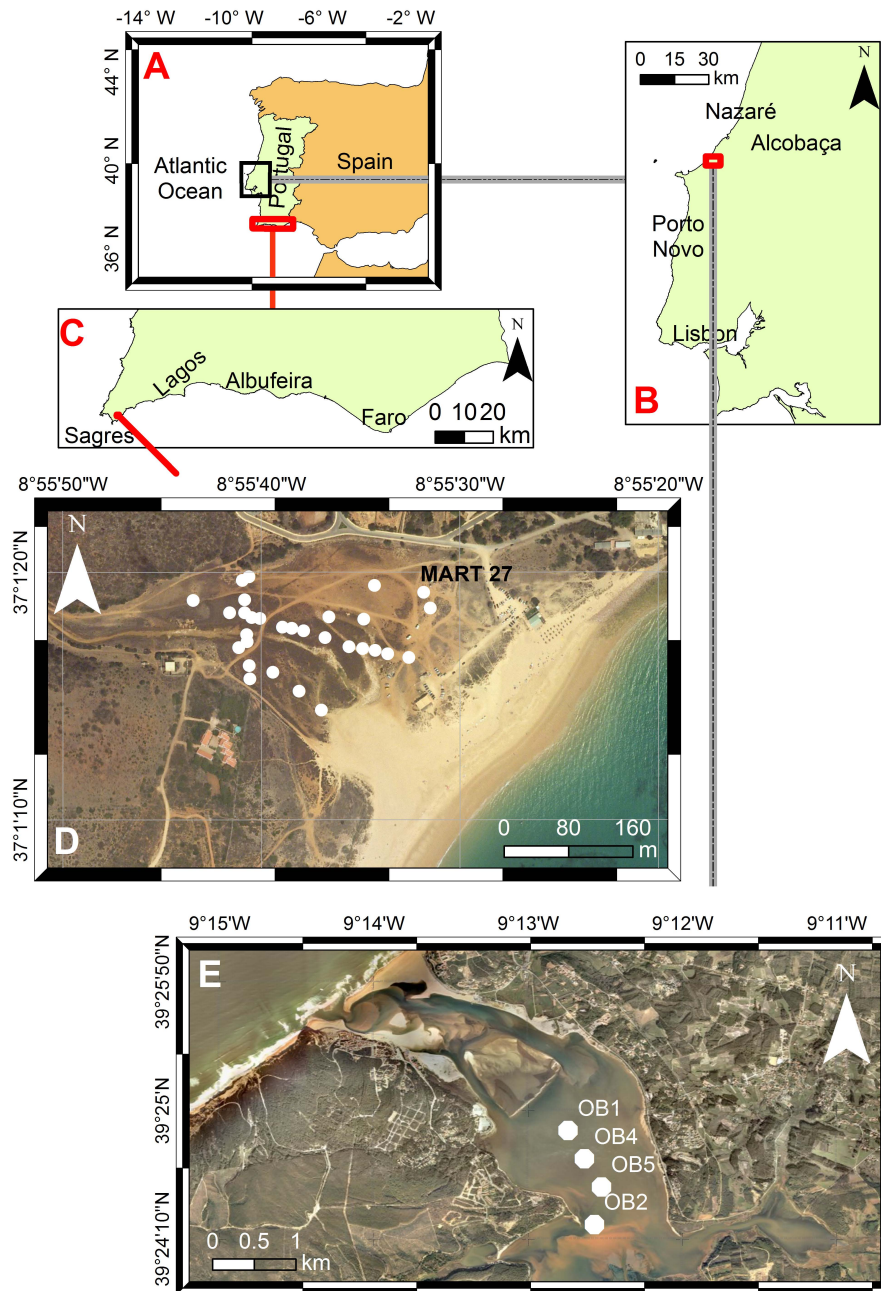 -14° W -10° W -6° W -2° W
A
44° N
40° N
36° N
Atlantic
Ocean
Portugal
Spain
0 15 30
km
N
Nazaré
Alcobaça
Porto
Novo
Lisbon
B
C
N
Lagos
Albufeira
Faro
Sagres
0 10 20
km
8°55'50"W 8°55'40"W 8°55'30"W 8°55'20"W
37°1'20"N
37°1'10"N
N
MART 27
D
0 80 160
m
9°15'W 9°14'W 9°13'W 9°12'W 9°11'W
39°25'50"N
39°25'N
39°24'10"N
E
N
OB1
OB4
OB5
OB2
0 0.5 1
km